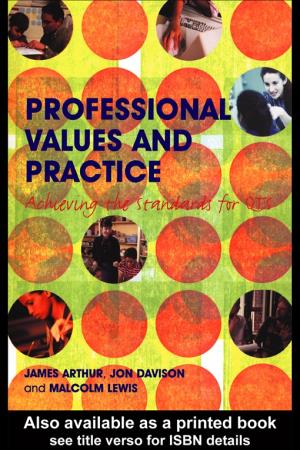 PROFESSIONAL
VALUES AND
PRACTICE
Achieving the Standards for QTS
JAMES ARTHUR, JON DAVISON
and MALCOLM LEWIS
Also available as a printed book
see title verso for ISBN details